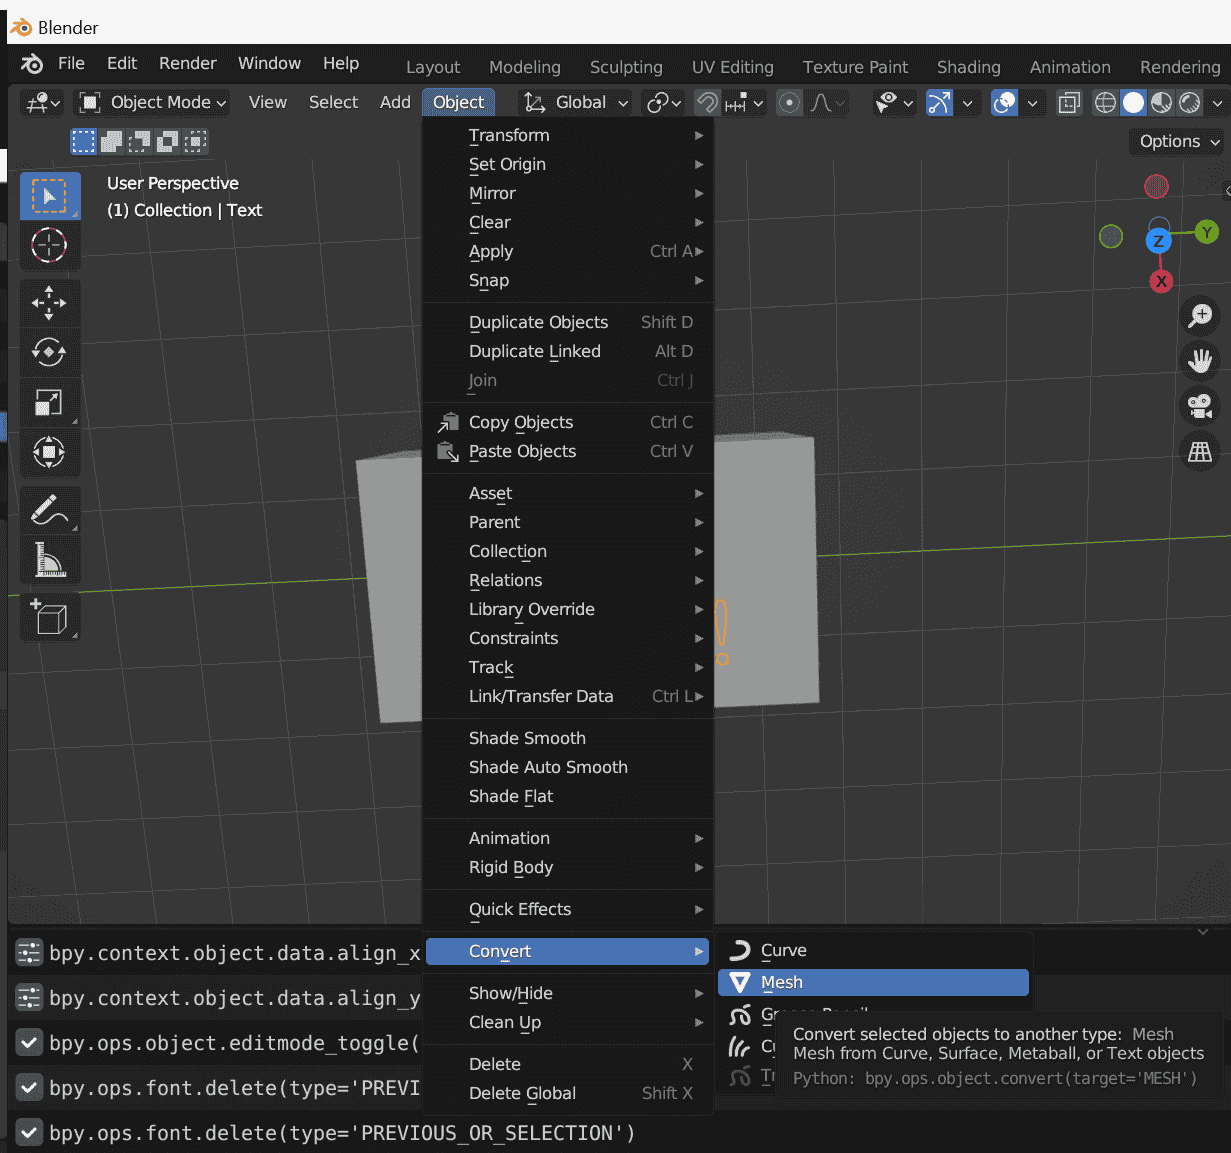 Blender
File Edit Render Window Help Layout Modeling Sculpting UV Editing Texture Paint Shading Animation Rendering
Object Mode View Select Add Object Global
Options
User Perspective
(1) Collection | Text
Transform
Set Origin
Mirror
Clear
Apply Ctrl A
Snap
Duplicate Objects Shift D
Duplicate Linked Alt D
Join Ctrl J
Copy Objects Ctrl C
Paste Objects Ctrl V
Asset
Parent
Collection
Relations
Library Override
Constraints
Track
Link/Transfer Data Ctrl L
Shade Smooth
Shade Auto Smooth
Shade Flat
Animation
Rigid Body
Quick Effects
Convert
Show/Hide
Clean Up
Delete X
Delete Global Shift X
Y
Z
X
!
Curve
Mesh
Convert selected objects to another type: Mesh
Mesh from Curve, Surface, Metaball, or Text objects
Python: bpy.ops.object.convert(target='MESH')
bpy.context.object.data.align_x
bpy.context.object.data.align_y
bpy.ops.object.editmode_toggle(
bpy.ops.font.delete(type='PREVI
bpy.ops.font.delete(type='PREVIOUS_OR_SELECTION')